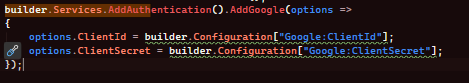 builder.Services.AddAuthentication().AddGoogle(options =>
{
options.ClientId = builder.Configuration["Google:ClientId"];
options.ClientSecret = builder.Configuration["Google:ClientSecret"];
});